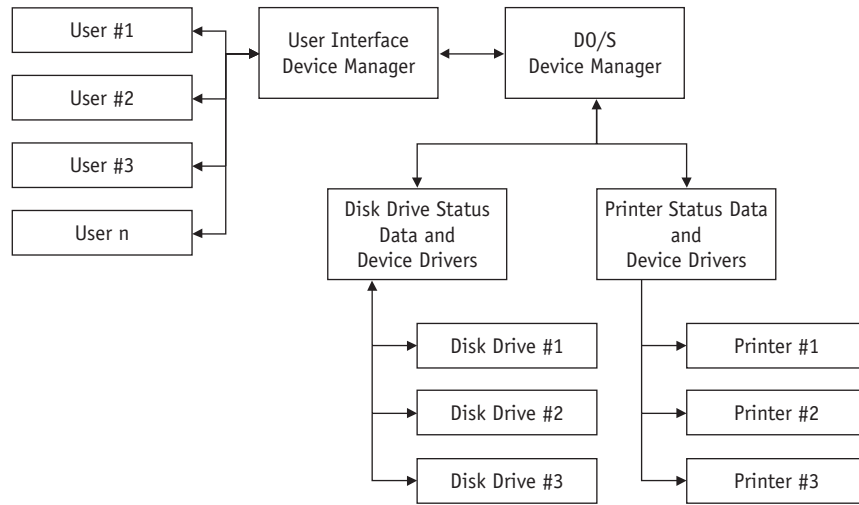 User #1
User #2
User #3
User n
User Interface
Device Manager
DO/S
Device Manager
Disk Drive Status
Data and
Device Drivers
Printer Status Data
and
Device Drivers
Disk Drive #1
Disk Drive #2
Disk Drive #3
Printer #1
Printer #2
Printer #3